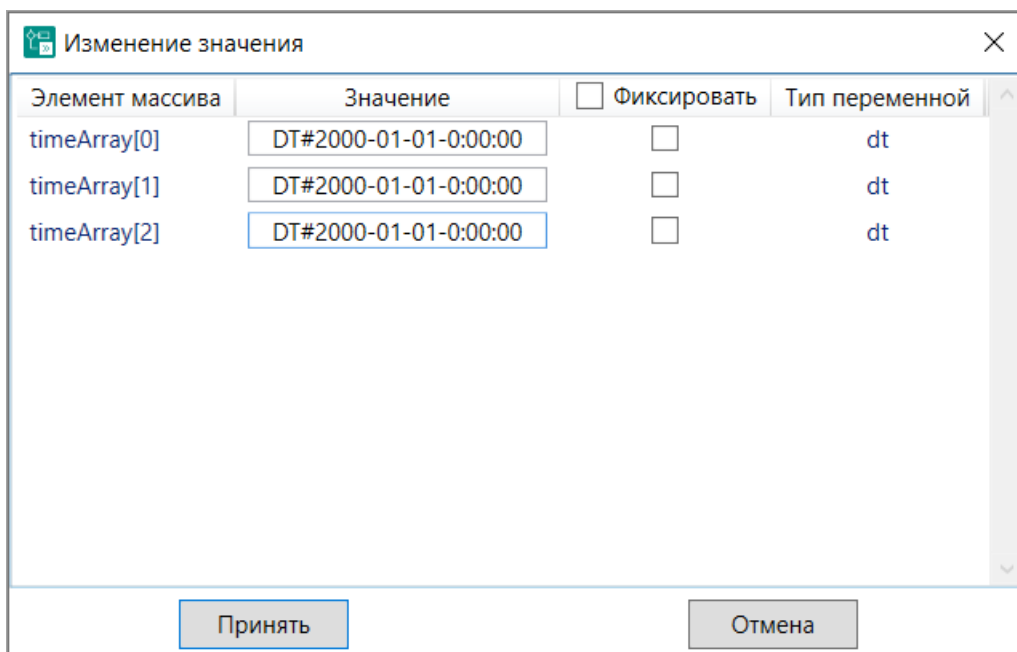 Изменение значения
Элемент массива Значение Фиксировать Тип переменной
timeArray[0] DT#2000-01-01-0:00:00 dt
timeArray[1] DT#2000-01-01-0:00:00 dt
timeArray[2] DT#2000-01-01-0:00:00 dt
Принять Отмена